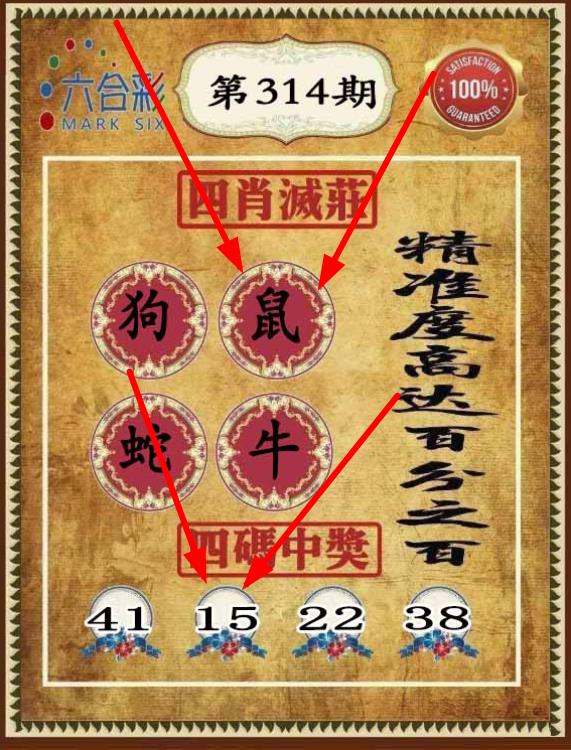 六合彩
MARK SIX
第314期
SATISFACTION
100%
GUARANTEED
四肖滅莊
狗 鼠
蛇 牛
精准度高达百分之百
四碼中獎
41 15 22 38